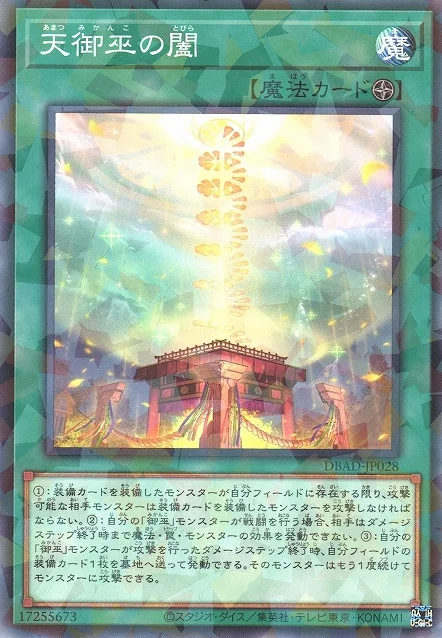 天御巫の闔
あまつ みかんこ とびら
魔
【魔法カード】
DBAD-JP028
①:装備カードを装備したモンスターが自分フィールドに存在する限り、攻撃
可能な相手モンスターは装備カードを装備したモンスターを攻撃しなければ
ならない。②:自分の「御巫」モンスターが戦闘を行う場合、相手はダメージ
ステップ終了時まで魔法・罠・モンスターの効果を発動できない。③:自分の
「御巫」モンスターが攻撃を行ったダメージステップ終了時、自分フィールドの
装備カード1枚を墓地へ送って発動できる。そのモンスターはもう1度続けて
モンスターに攻撃できる。
17255673
©スタジオ・ダイス/集英社・テレビ東京・KONAMI